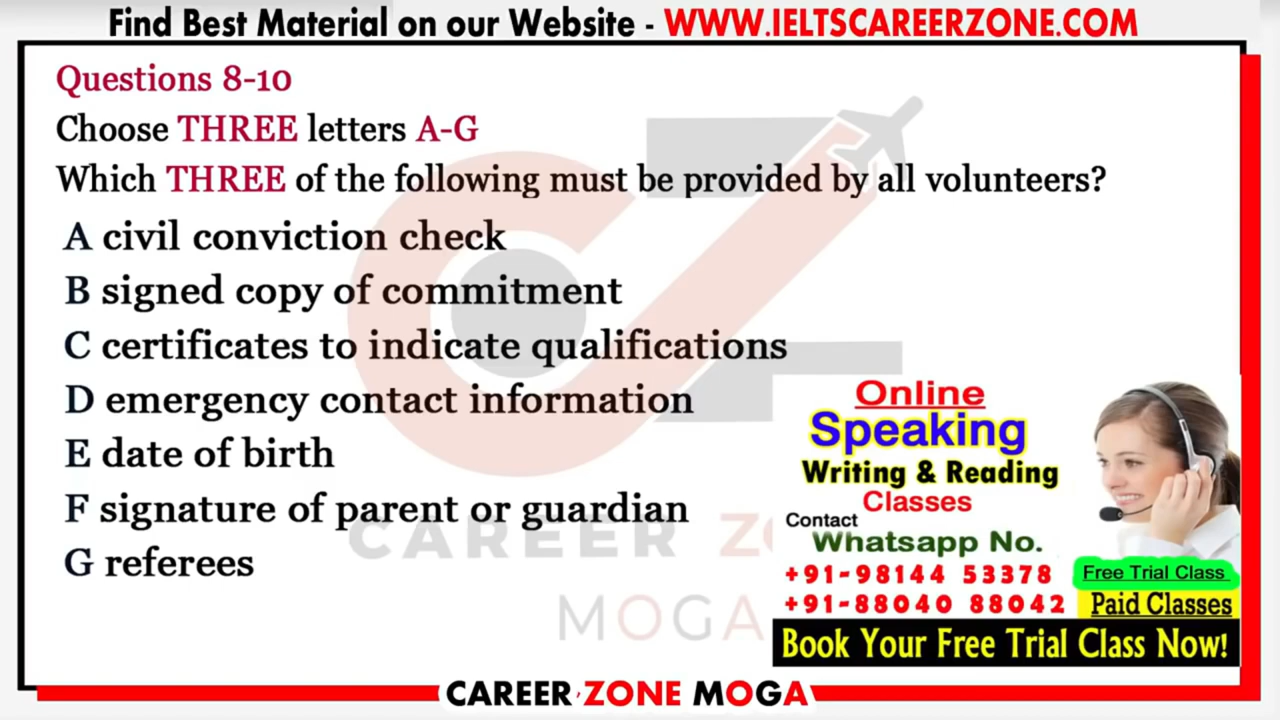 Find Best Material on our Website - WWW.IELTSCAREERZONE.COM
Questions 8-10
Choose THREE letters A-G
Which THREE of the following must be provided by all volunteers?
A civil conviction check
B signed copy of commitment
C certificates to indicate qualifications
D emergency contact information
E date of birth
F signature of parent or guardian
G referees
CAREER ZO
MOGA
Online
Speaking
Writing & Reading
Classes
Contact
Whatsapp No.
+91-98144 53378
+91-88040 88042
Free Trial Class
Paid Classes
Book Your Free Trial Class Now!
CAREER ZONE MOGA